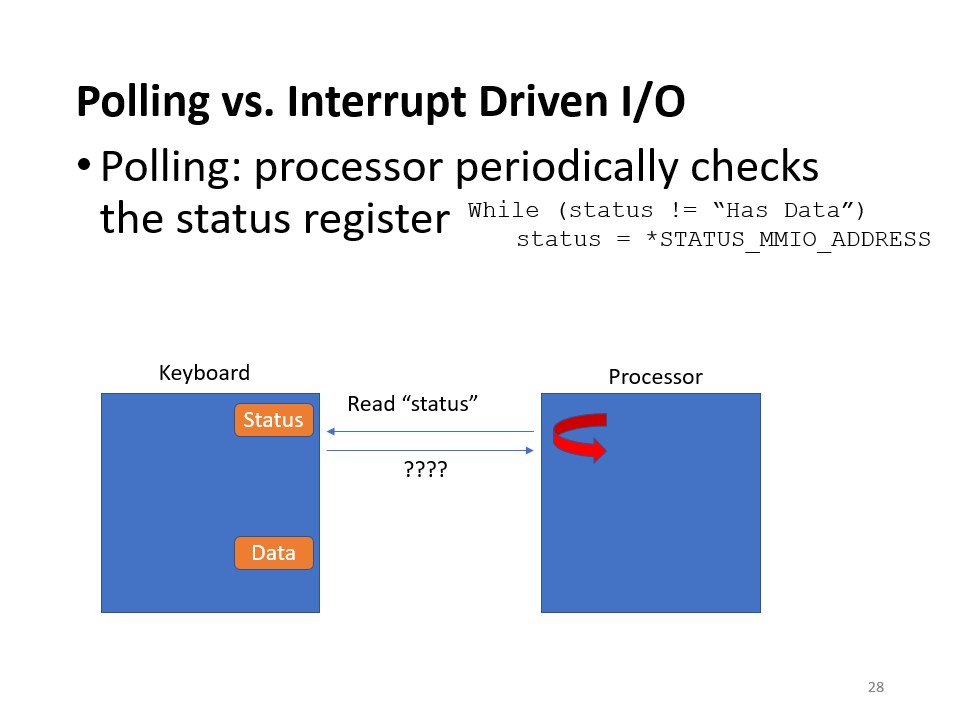 Polling vs. Interrupt Driven I/O
• Polling: processor periodically checks
the status register
While (status != “Has Data”)
status = *STATUS_MMIO_ADDRESS
Keyboard
Processor
Read “status”
Status
????
Data
28